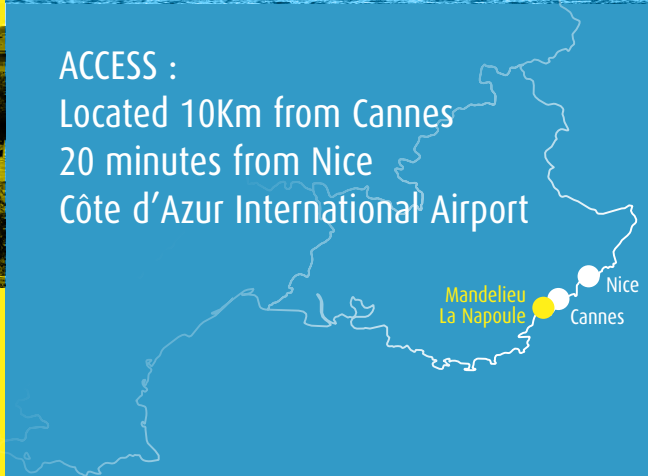 ACCESS :
Located 10Km from Cannes
20 minutes from Nice
Côte d’Azur International Airport
Nice
Mandelieu
La Napoule
Cannes